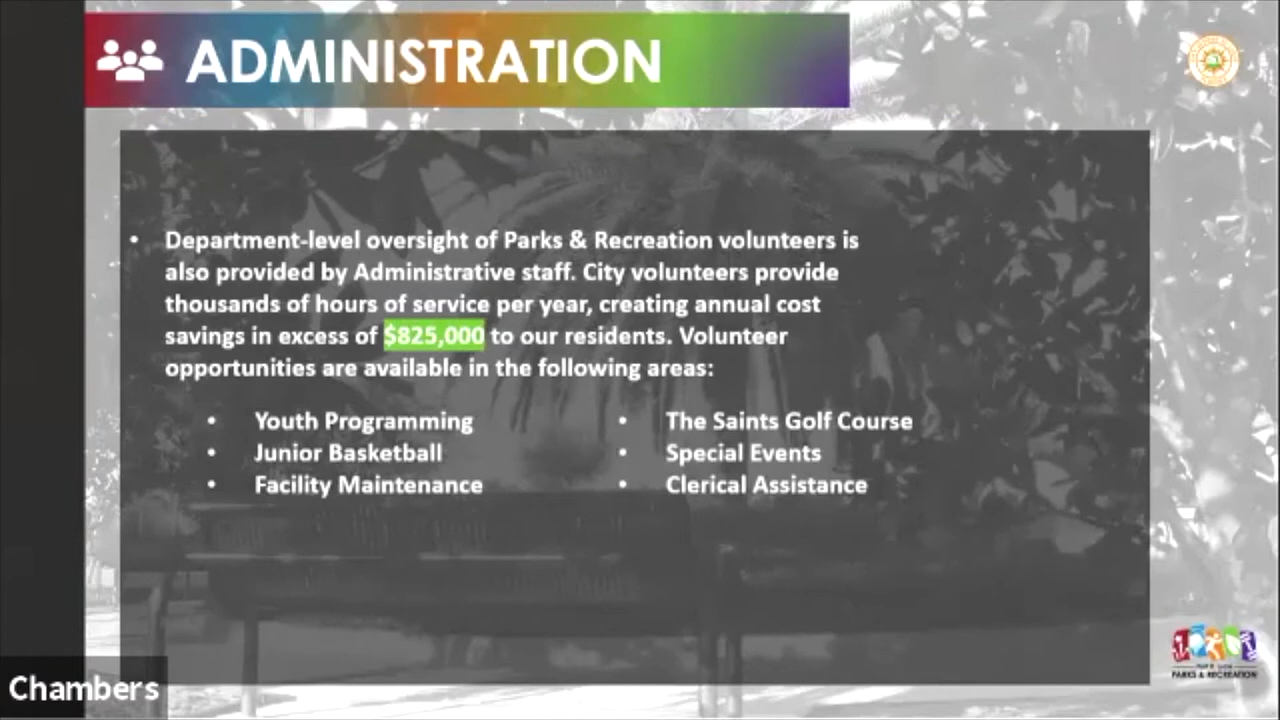 ADMINISTRATION
• Department-level oversight of Parks & Recreation volunteers is
also provided by Administrative staff. City volunteers provide
thousands of hours of service per year, creating annual cost
savings in excess of $825,000 to our residents. Volunteer
opportunities are available in the following areas:
• Youth Programming
• Junior Basketball
• Facility Maintenance
• The Saints Golf Course
• Special Events
• Clerical Assistance
PARKS & RECREATION
Chambers